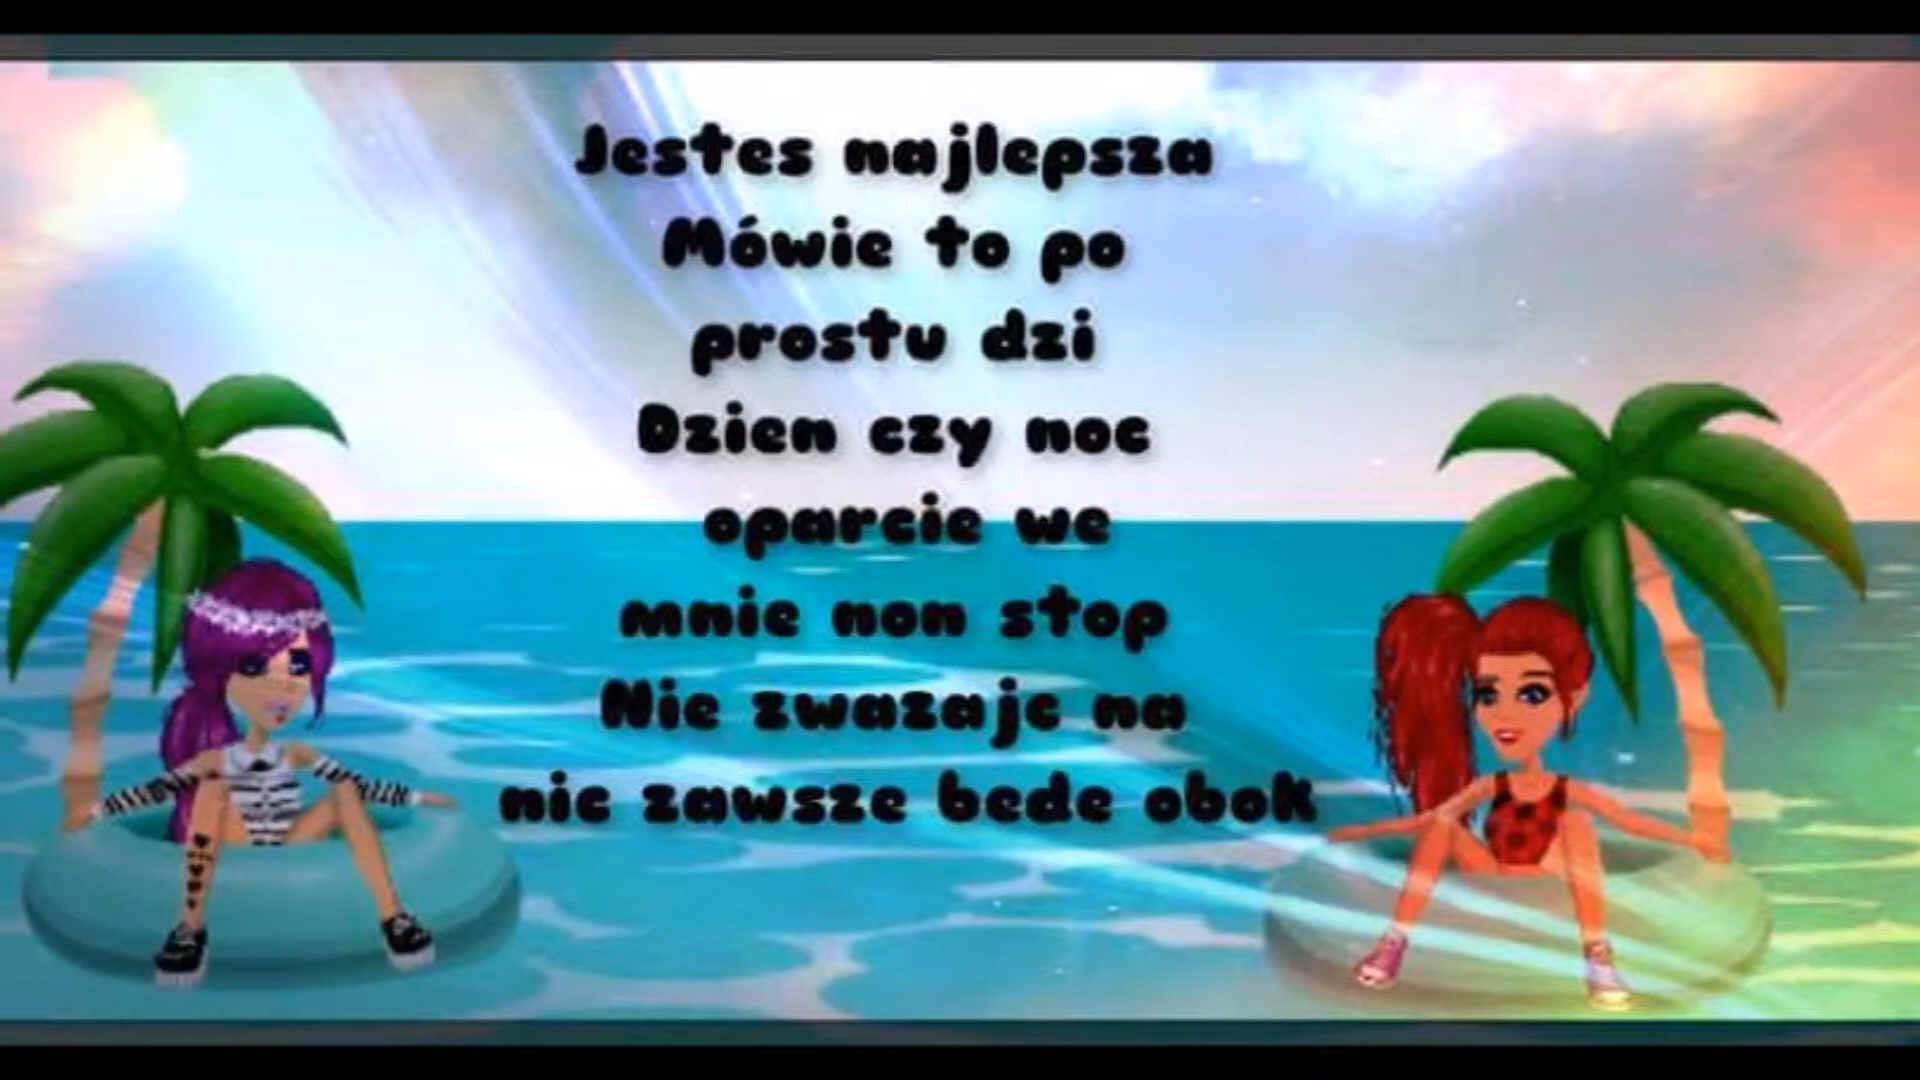 Jestes najlepsza
Mówie to po
prostu dzi
Dzien czy noc
oparcie we
mnie non stop
Nie zwazajc na
nic zawsze bede obok